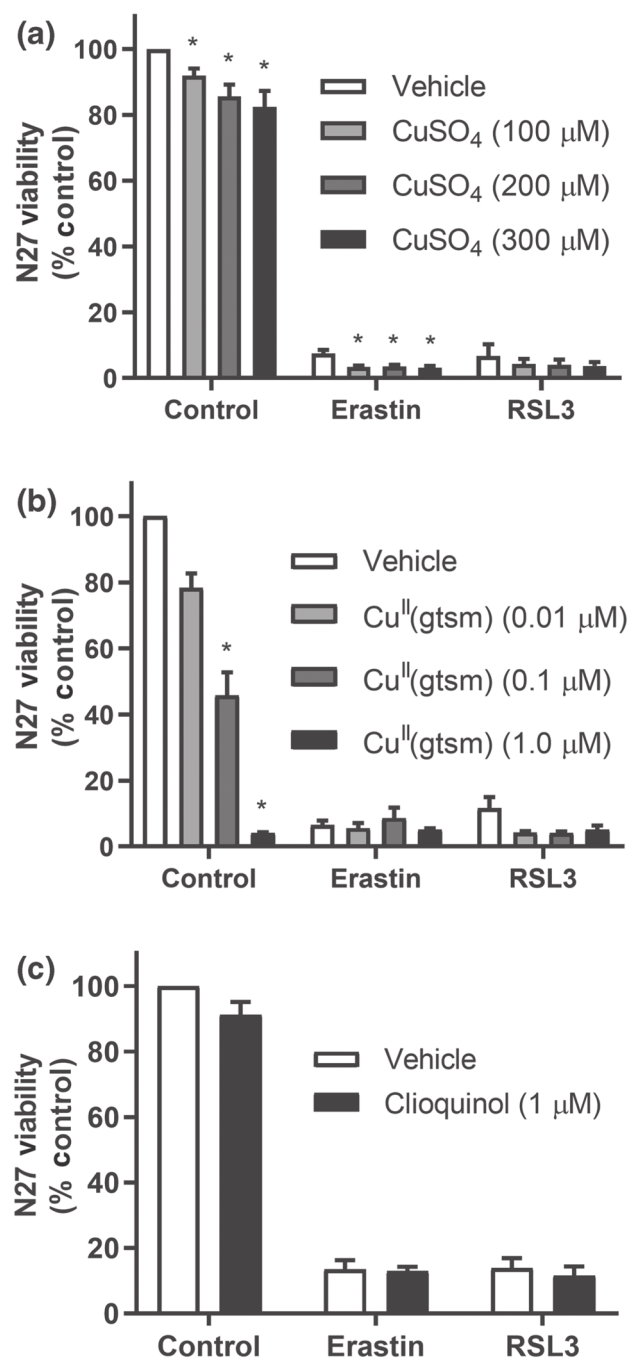 (a)
N27 viability
(% control)
100
80
60
40
20
0
* * *
* * *
Control Erastin RSL3
Vehicle
CuSO₄ (100 μM)
CuSO₄ (200 μM)
CuSO₄ (300 μM)
(b)
N27 viability
(% control)
100
80
60
40
20
0
*
*
Control Erastin RSL3
Vehicle
Cuᴵᴵ(gtsm) (0.01 μM)
Cuᴵᴵ(gtsm) (0.1 μM)
Cuᴵᴵ(gtsm) (1.0 μM)
(c)
N27 viability
(% control)
100
80
60
40
20
0
Control Erastin RSL3
Vehicle
Clioquinol (1 μM)